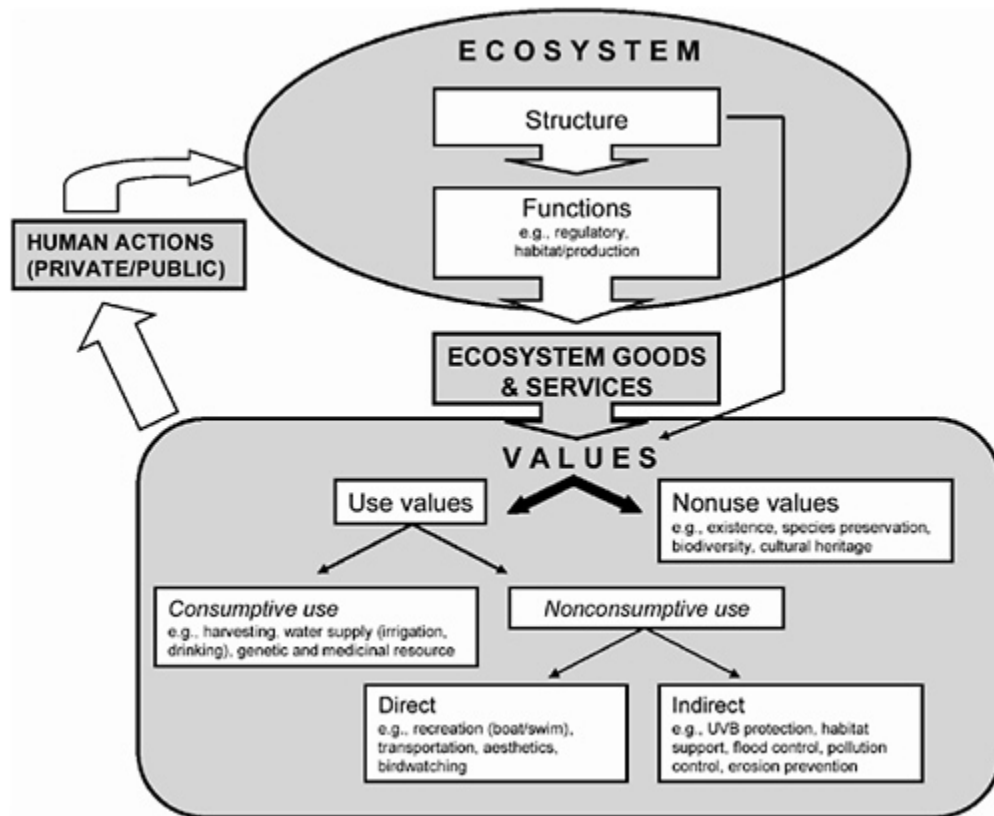 ECOSYSTEM
Structure
Functions
e.g., regulatory,
habitat/production
HUMAN ACTIONS
(PRIVATE/PUBLIC)
ECOSYSTEM GOODS
& SERVICES
VALUES
Use values
Nonuse values
e.g., existence, species preservation,
biodiversity, cultural heritage
Consumptive use
e.g., harvesting, water supply (irrigation,
drinking), genetic and medicinal resource
Nonconsumptive use
Direct
e.g., recreation (boat/swim),
transportation, aesthetics,
birdwatching
Indirect
e.g., UVB protection, habitat
support, flood control, pollution
control, erosion prevention